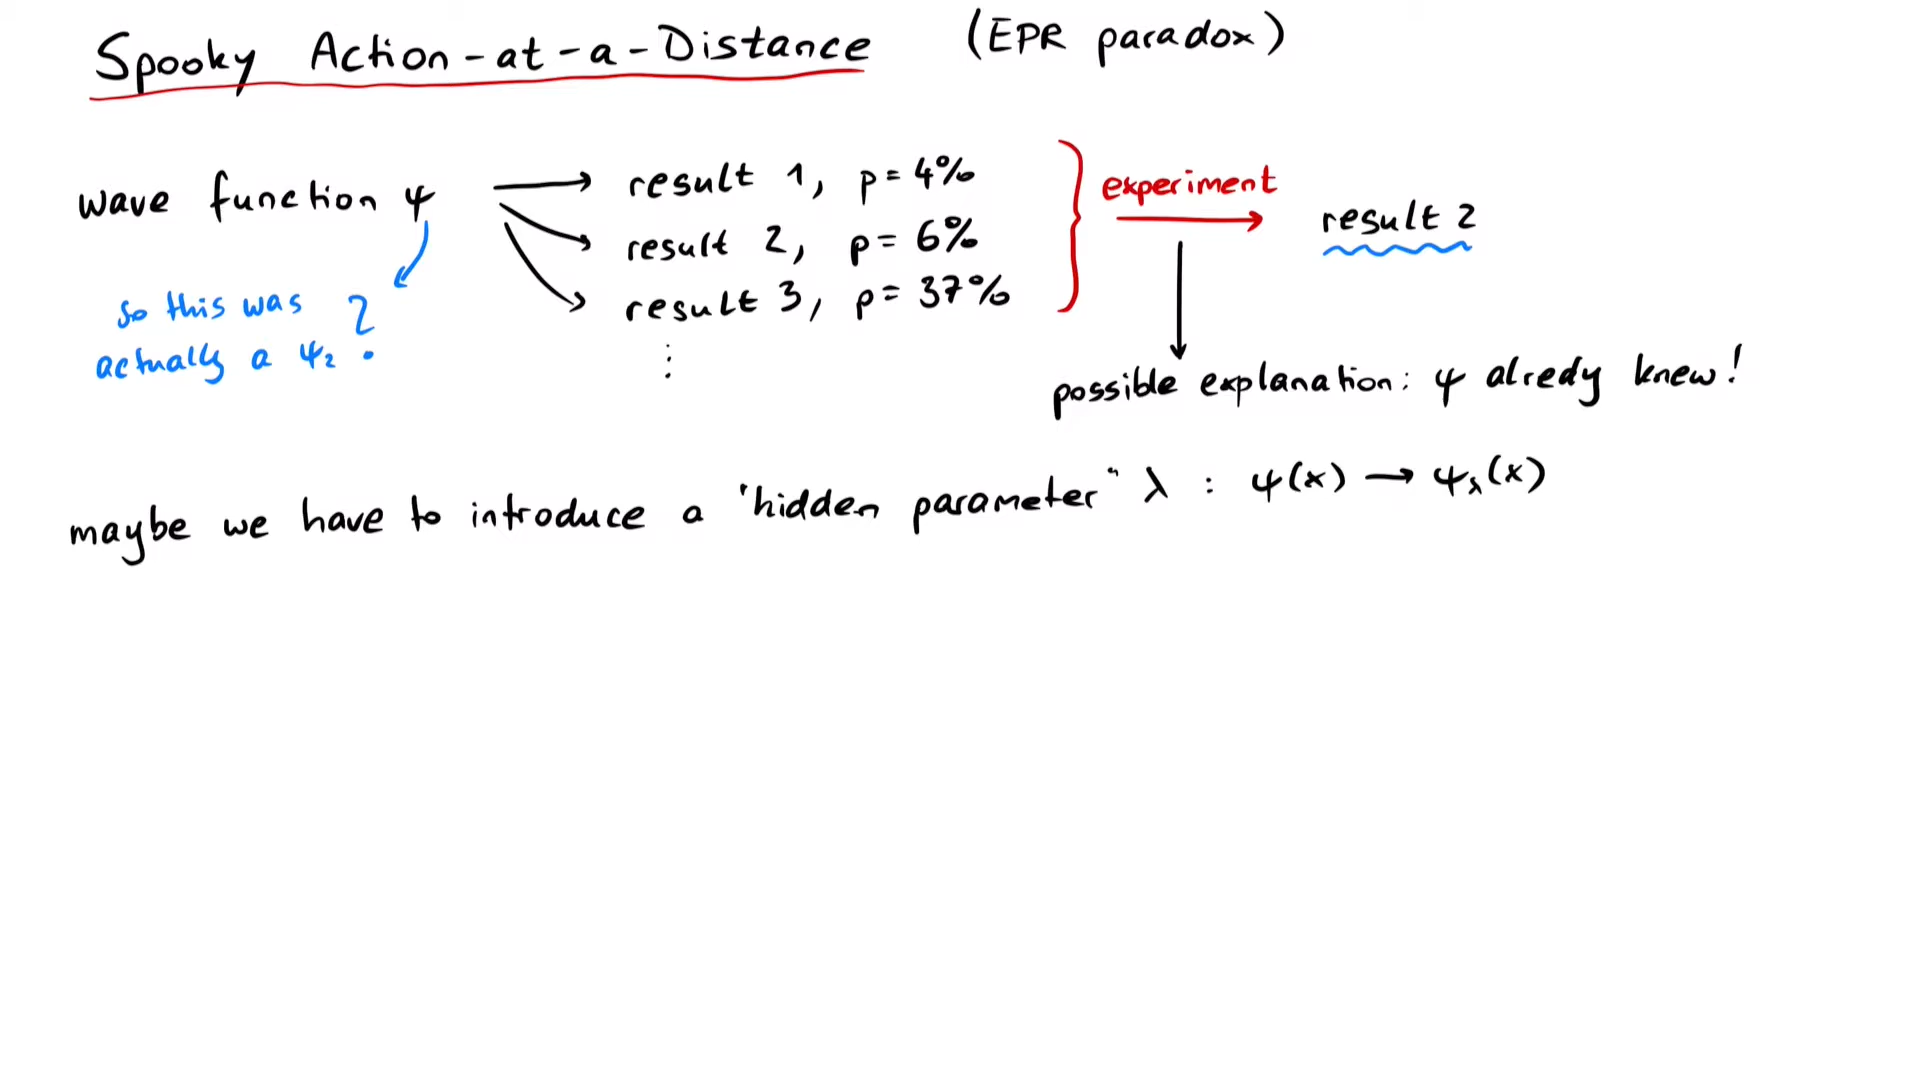 Spooky Action-at-a-Distance (EPR paradox)
wave function ψ
result 1, p = 4%
result 2, p = 6%
result 3, p = 37%
⋮
experiment
result 2
so this was
actually a ψ₂ ?
possible explanation: ψ alredy knew!
maybe we have to introduce a "hidden parameter" λ : ψ(x) → ψ_λ(x)